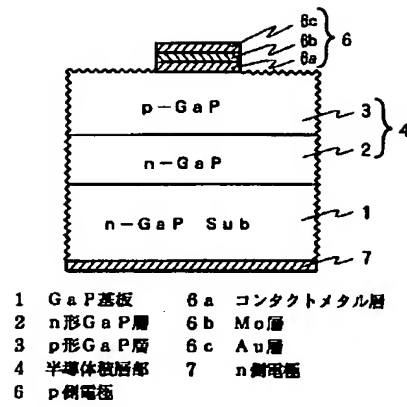 6c
6b
6a
6
p-GaP
3
n-GaP
2
4
n-GaP Sub
1
7
1 GaP基板 6a コンタクトメタル層
2 n形GaP層 6b Mo層
3 p形GaP層 6c Au層
4 半導体積層部 7 n側電極
6 p側電極